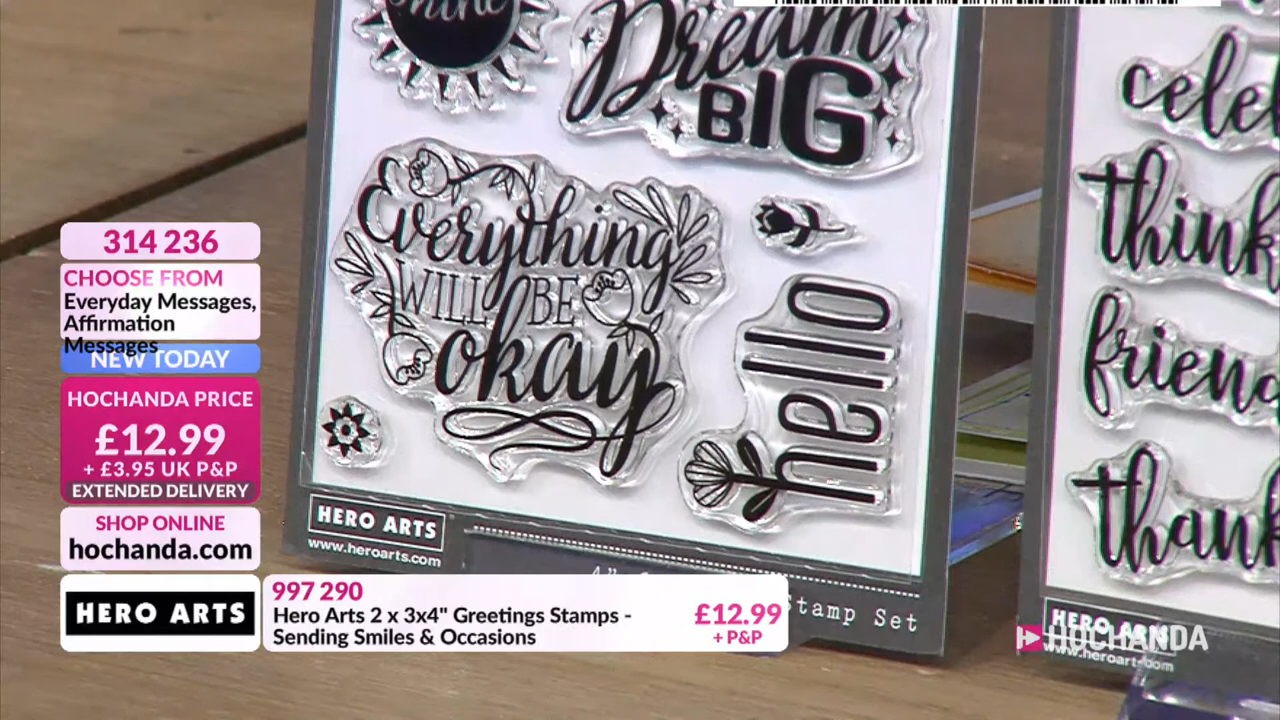 shine
Dream
BIG
Everything
WILL BE
okay
hello
HERO ARTS
www.heroarts.com
Stamp Set
think
thank
HERO ARTS
HOCHANDA
314 236
CHOOSE FROM
Everyday Messages,
Affirmation
Messages
NEW TODAY
HOCHANDA PRICE
£12.99
+ £3.95 UK P&P
EXTENDED DELIVERY
SHOP ONLINE
hochanda.com
HERO ARTS
997 290
Hero Arts 2 x 3x4" Greetings Stamps -
Sending Smiles & Occasions
£12.99
+ P&P